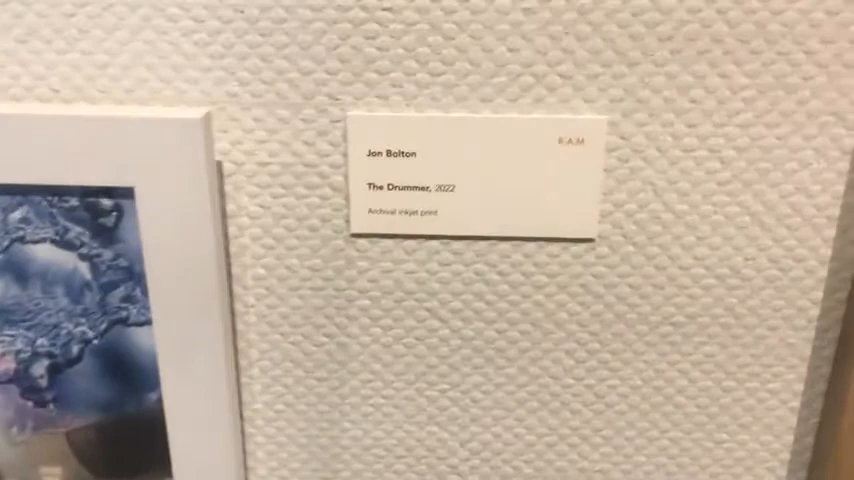 R|A|M
Jon Bolton
The Drummer, 2022
Archival inkjet print